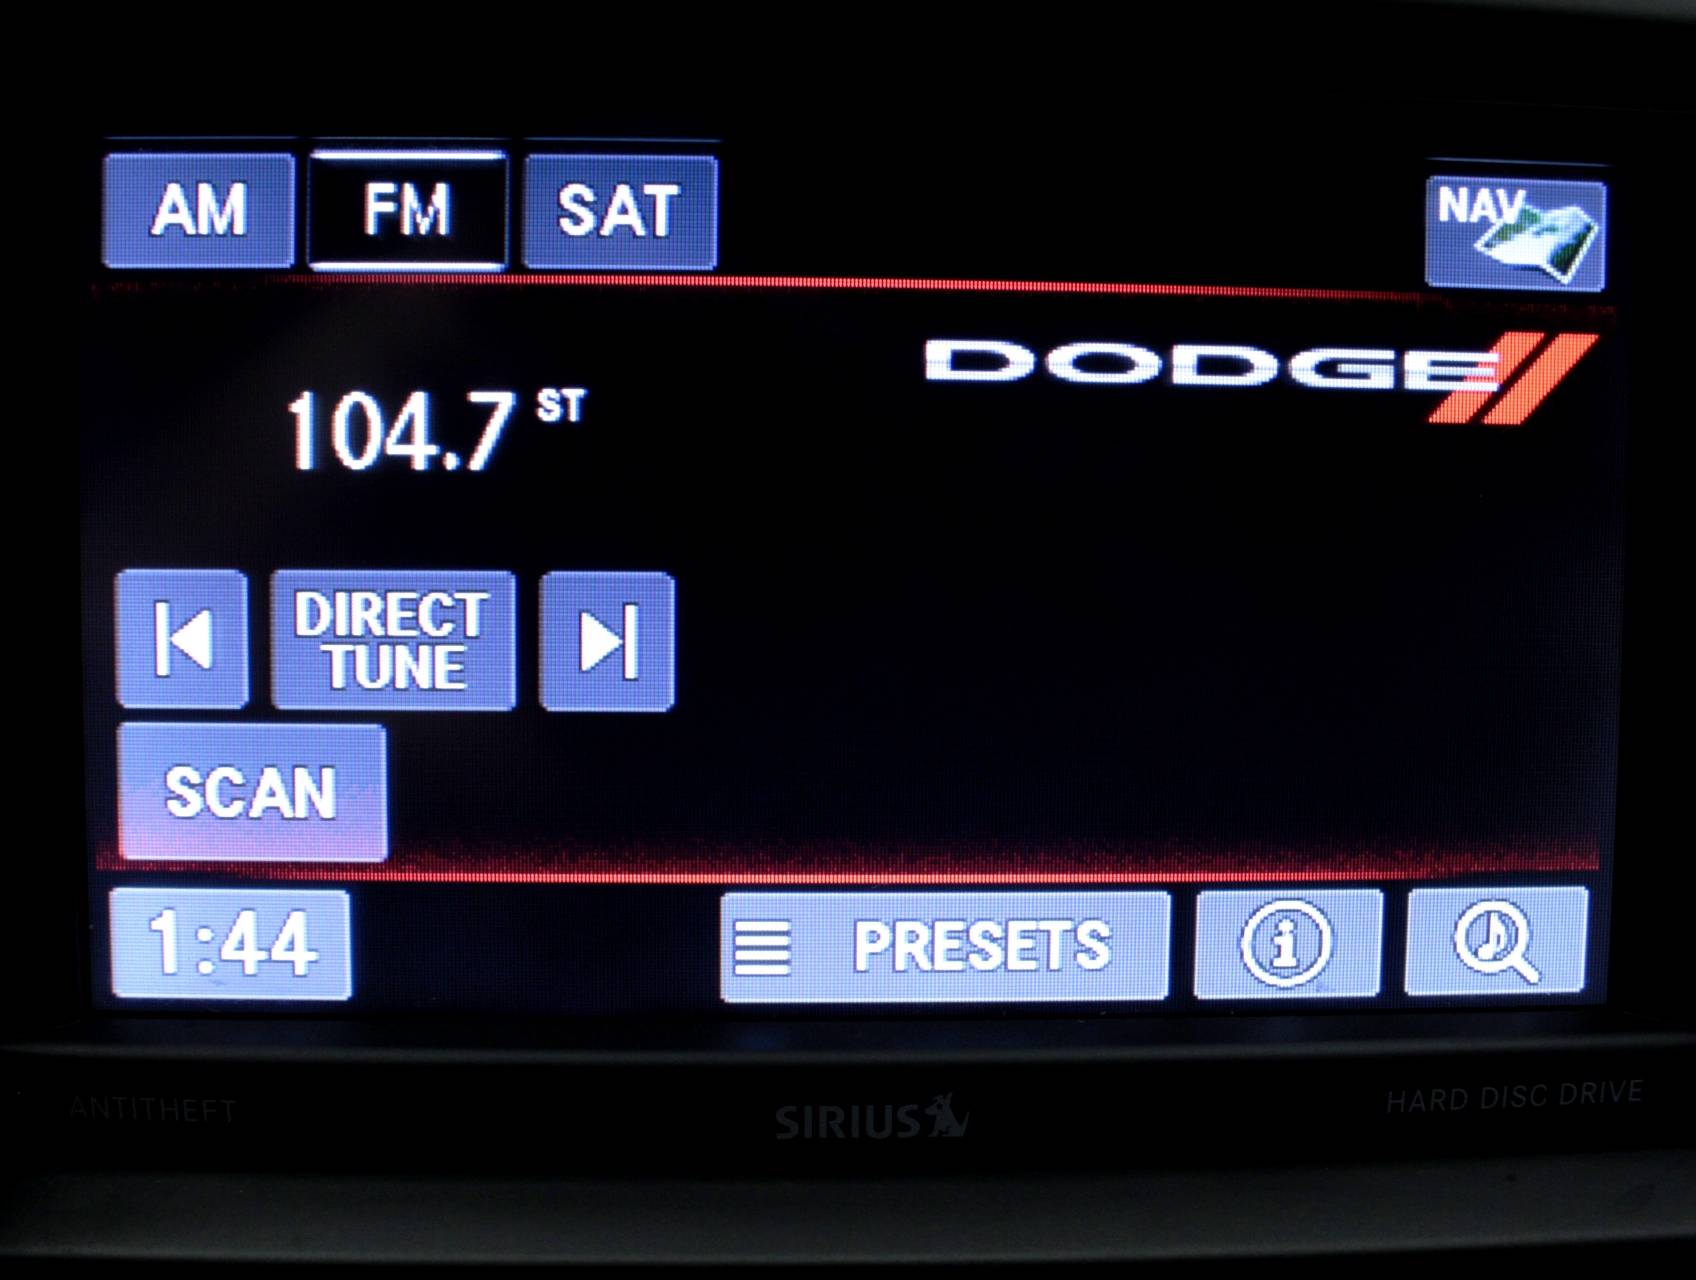 AM FM SAT NAV
DODGE
104.7 ST
DIRECT
TUNE
SCAN
1:44 PRESETS i
ANTITHEFT SIRIUS HARD DISC DRIVE